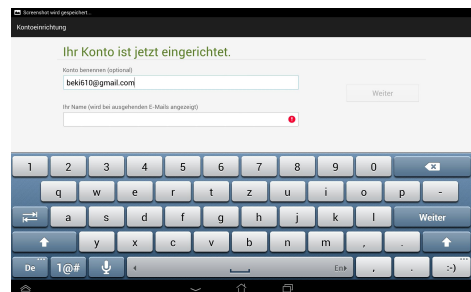 Screenshot wird gespeichert...
Kontoeinrichtung
Ihr Konto ist jetzt eingerichtet.
Konto benennen (optional)
beki610@gmail.com
Weiter
Ihr Name (wird bei ausgehenden E-Mails angezeigt)
1 2 3 4 5 6 7 8 9 0
q w e r t z u i o p -
a s d f g h j k l Weiter
y x c v b n m , .
De 1@# En , . :-)